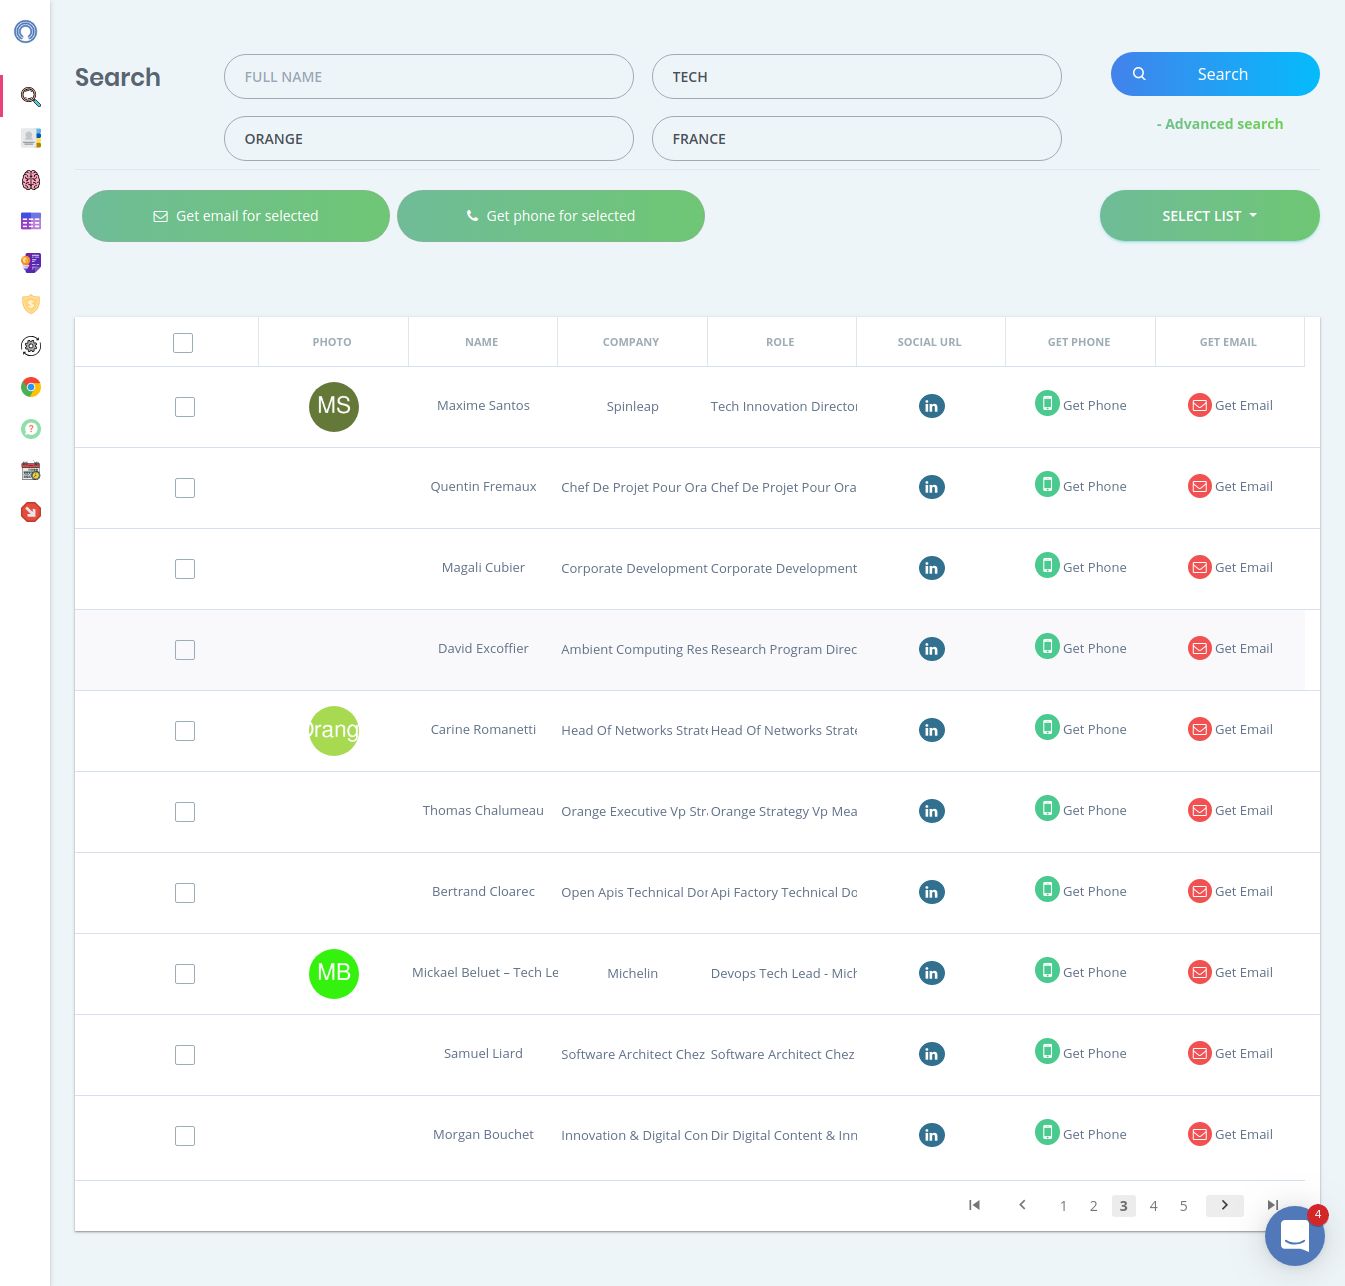 Search
FULL NAME
TECH
Search
ORANGE
FRANCE
- Advanced search
Get email for selected
Get phone for selected
SELECT LIST
PHOTO NAME COMPANY ROLE SOCIAL URL GET PHONE GET EMAIL
MS Maxime Santos Spinleap Tech Innovation Director in Get Phone Get Email
Quentin Fremaux Chef De Projet Pour Ora Chef De Projet Pour Ora in Get Phone Get Email
Magali Cubier Corporate Development Corporate Development in Get Phone Get Email
David Excoffier Ambient Computing Res Research Program Direc in Get Phone Get Email
Orang Carine Romanetti Head Of Networks Strate Head Of Networks Strate in Get Phone Get Email
Thomas Chalumeau Orange Executive Vp Str Orange Strategy Vp Mea in Get Phone Get Email
Bertrand Cloarec Open Apis Technical Dor Api Factory Technical Do in Get Phone Get Email
MB Mickael Beluet – Tech Le Michelin Devops Tech Lead - Mich in Get Phone Get Email
Samuel Liard Software Architect Chez Software Architect Chez in Get Phone Get Email
Morgan Bouchet Innovation & Digital Con Dir Digital Content & Inn in Get Phone Get Email
1 2 3 4 5
4